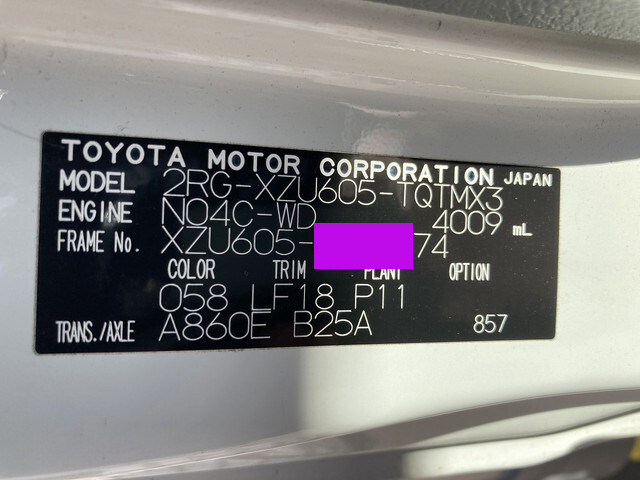 TOYOTA MOTOR CORPORATION JAPAN
MODEL 2RG-XZU605-TQTMX3
ENGINE N04C-WD 4009 mL
FRAME No. XZU605- 74
COLOR TRIM PLANT OPTION
058 LF18 P11
TRANS./AXLE A860E B25A 857